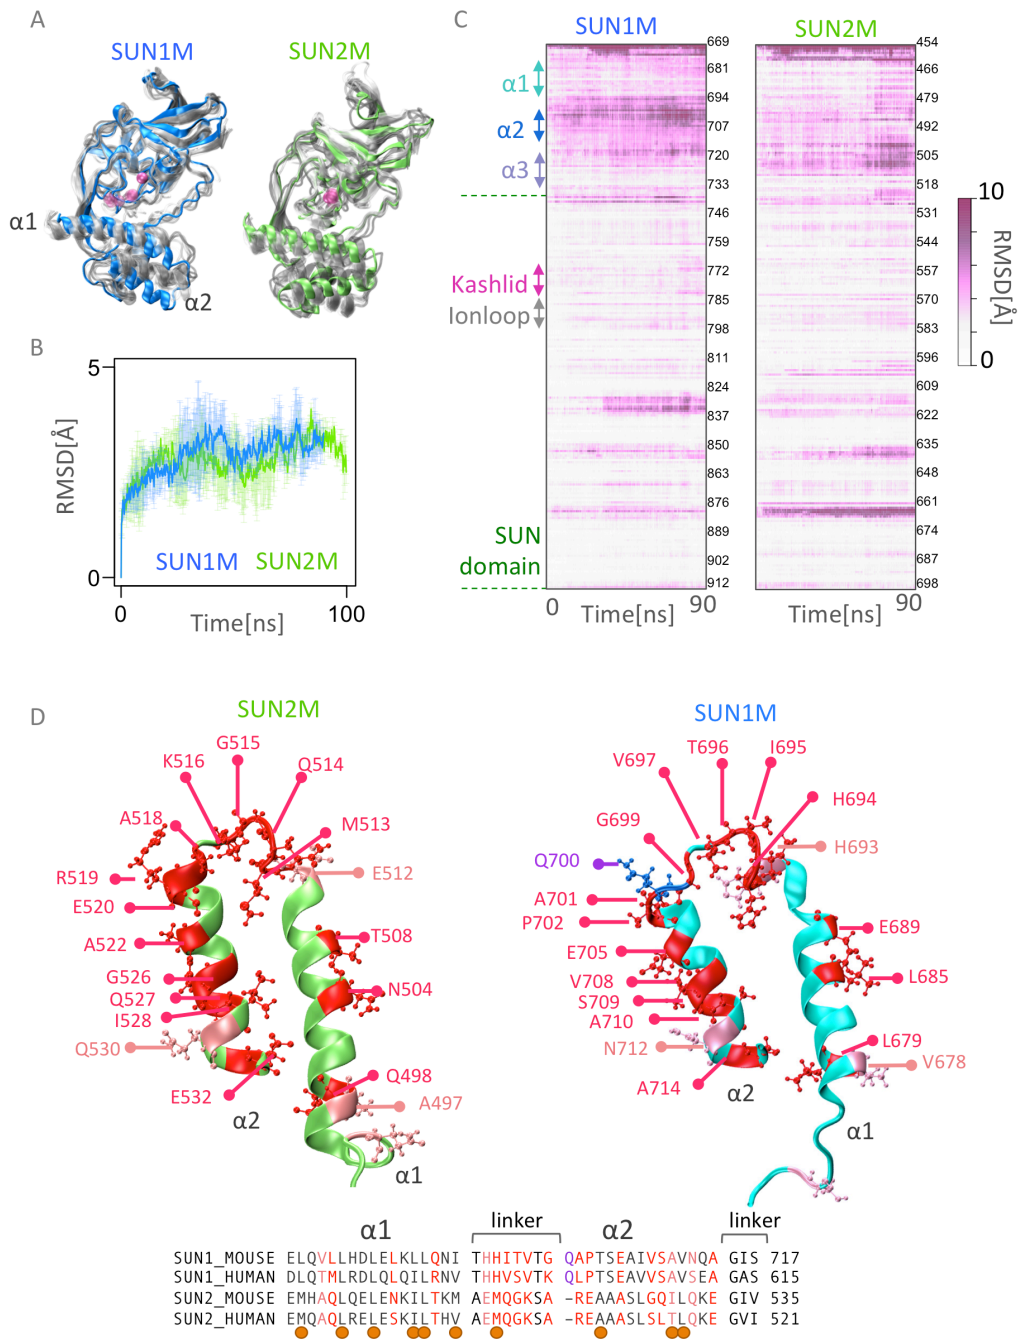 A
SUN1M
SUN2M
α1
α2
B
5
RMSD[Å]
SUN1M SUN2M
0
0
100
Time[ns]
C
SUN1M
SUN2M
α1
α2
α3
Kashlid
Ionloop
SUN
domain
669
681
694
707
720
733
746
759
772
785
798
811
824
837
850
863
876
889
902
912
0
Time[ns]
90
454
466
479
492
505
518
531
544
557
570
583
596
609
622
635
648
661
674
687
698
Time[ns]
90
10
RMSD[Å]
0
D
SUN2M
G515
K516
Q514
A518
M513
E512
R519
E520
A522
T508
G526
Q527
N504
I528
Q530
Q498
E532
A497
α2
α1
SUN1M
T696
I695
V697
H694
G699
H693
Q700
A701
P702
E689
E705
V708
L685
S709
A710
L679
N712
V678
A714
α2
α1
α1 linker α2 linker
SUN1_MOUSE ELQVLLHDLELKLLQNI THHITVTG QAPTSEAIVSAVNQA GIS 717
SUN1_HUMAN DLQTMLRDLQLQILRNV THHVSVTK QLPTSEAVVSAVSEA GAS 615
SUN2_MOUSE EMHAQLQELENKILTKM AEMQGKSA –REAAASLGQILQKE GIV 535
SUN2_HUMAN EMQAQLRELESKILTHV AEMQGKSA –REAAASLSLTLQKE GVI 521